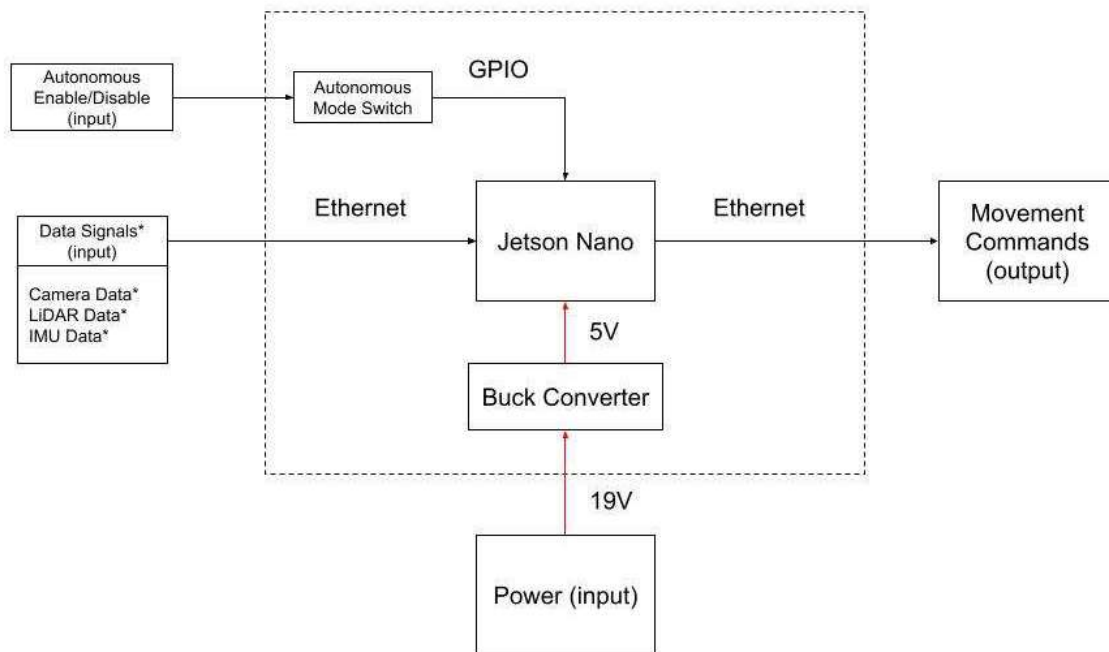 Autonomous
Enable/Disable
(input)
Autonomous
Mode Switch
GPIO
Data Signals*
(input)
Camera Data*
LiDAR Data*
IMU Data*
Ethernet
Jetson Nano
Ethernet
Movement
Commands
(output)
5V
Buck Converter
19V
Power (input)